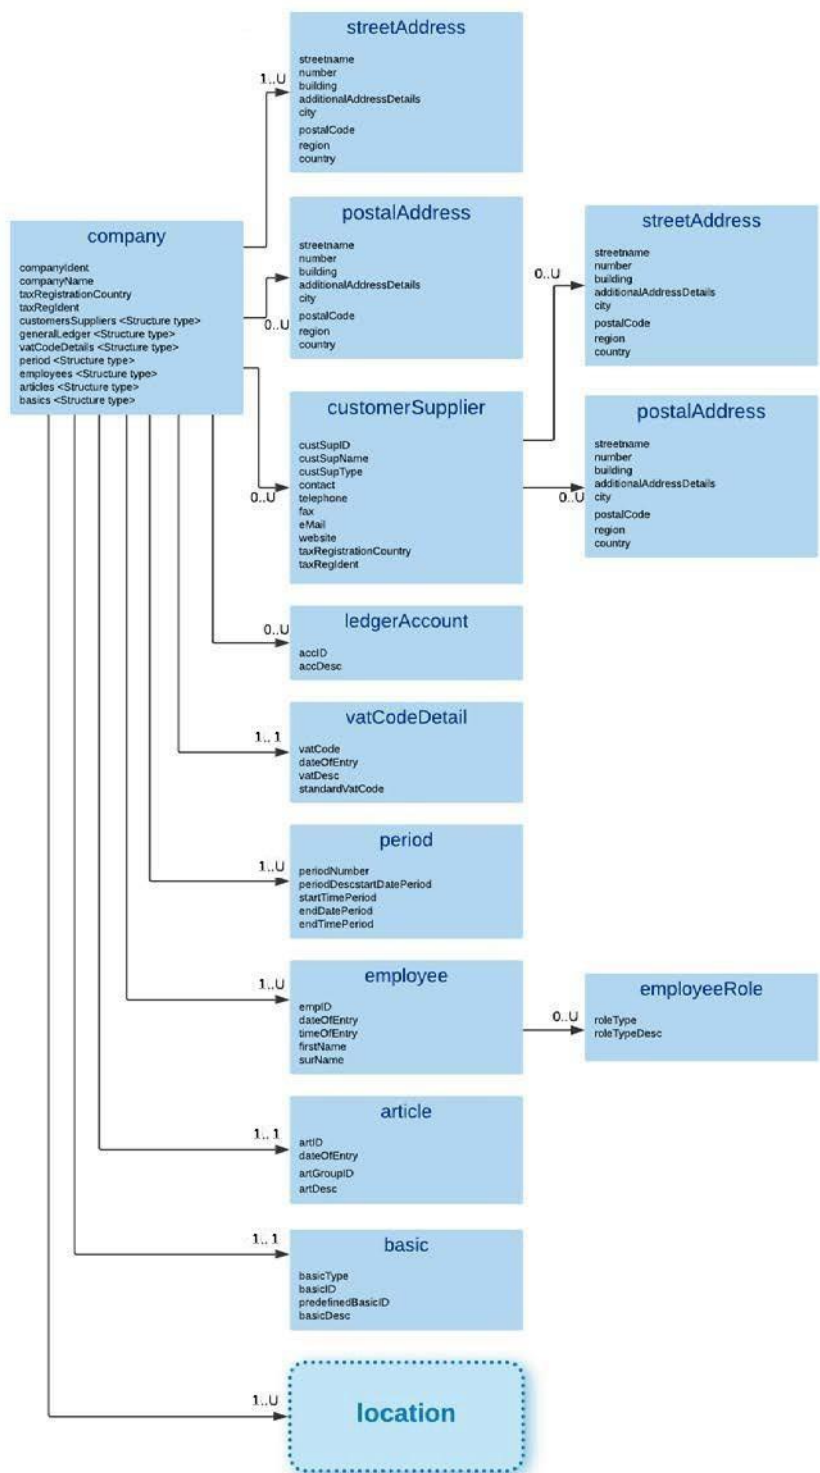 streetAddress
streetname
number
building
additionalAddressDetails
city
postalCode
region
country
1..U
postalAddress
streetname
number
building
additionalAddressDetails
city
postalCode
region
country
0..U
streetAddress
streetname
number
building
additionalAddressDetails
city
postalCode
region
country
0..U
company
companyIdent
companyName
taxRegistrationCountry
taxRegIdent
customersSuppliers <Structure type>
generalLedger <Structure type>
vatCodeDetails <Structure type>
period <Structure type>
employees <Structure type>
articles <Structure type>
basics <Structure type>
customerSupplier
custSupID
custSupName
custSupType
contact
telephone
fax
eMail
website
taxRegistrationCountry
taxRegIdent
0..U
postalAddress
streetname
number
building
additionalAddressDetails
city
postalCode
region
country
0..U
ledgerAccount
accID
accDesc
0..U
vatCodeDetail
vatCode
dateOfEntry
vatDesc
standardVatCode
1..1
period
periodNumber
periodDescstartDatePeriod
startTimePeriod
endDatePeriod
endTimePeriod
1..U
employee
empID
dateOfEntry
timeOfEntry
firstName
surName
1..U
employeeRole
roleType
roleTypeDesc
0..U
article
artID
dateOfEntry
artGroupID
artDesc
1..1
basic
basicType
basicID
predefinedBasicID
basicDesc
1..1
location
1..U